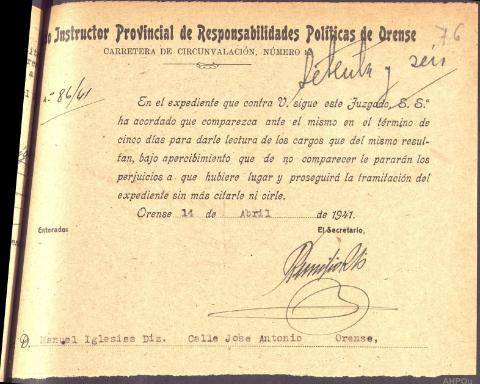 o Instructor Provincial de Responsabilidades Políticas de Orense
76
CARRETERA DE CIRCUNVALACIÓN, NÚMERO
Setenta y seis
nº 86/41
En el expediente que contra V. sigue este Juzgado, S. S.ª
ha acordado que comparezca ante el mismo en el término de
cinco días para darle lectura de los cargos que del mismo resul-
tan, bajo apercibimiento que de no comparecer le pararán los
perjuicios a que hubiere lugar y proseguirá la tramitación del
expediente sin más citarle ni oirle.
Orense 14 de Abril de 1941.
Enterados
El Secretario,
D. Manuel Iglesias Diz. Calle Jose Antonio Orense,
AHPOu